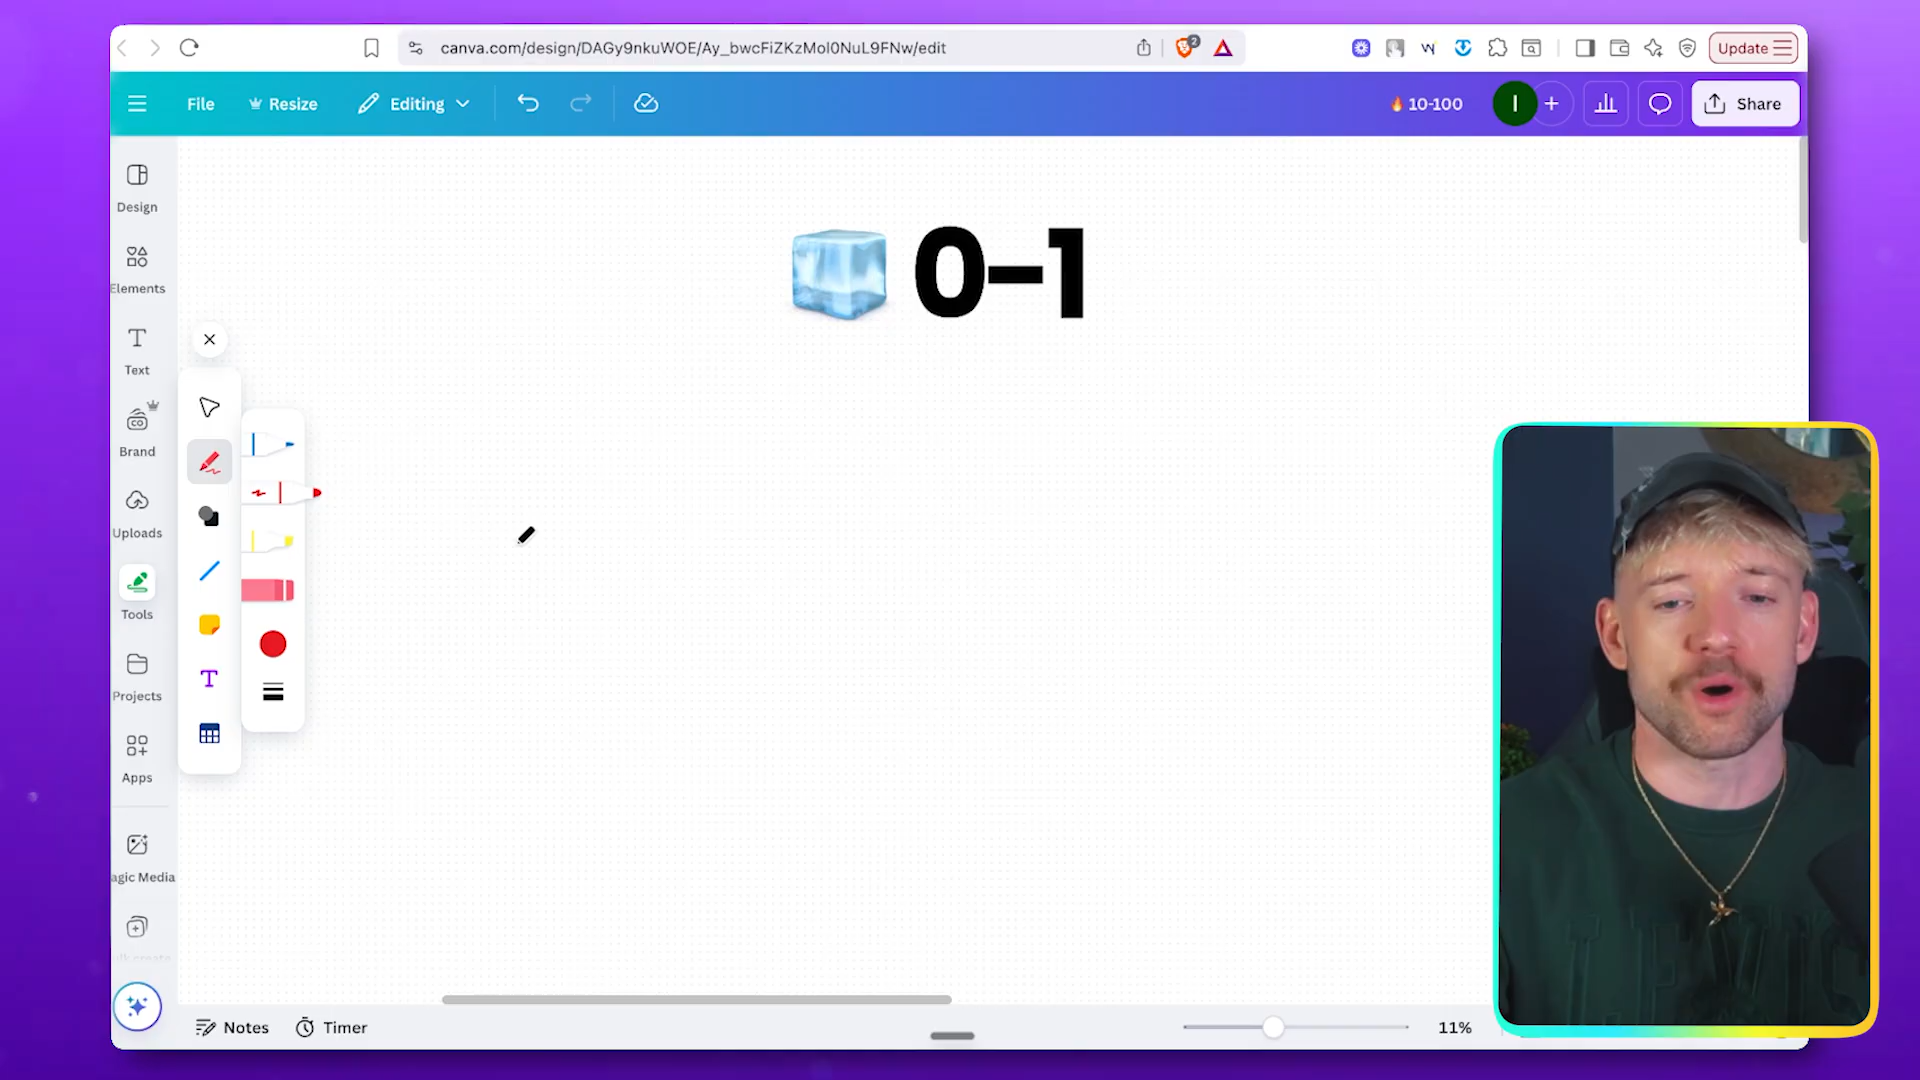 canva.com/design/DAGy9nkuWOE/Ay_bwcFiZKzMol0NuL9FNw/edit
2
Update
File
Resize
Editing
10-100
I
Share
Design
Elements
Text
Brand
Uploads
Tools
Projects
Apps
agic Media
0–1
Notes
Timer
11%